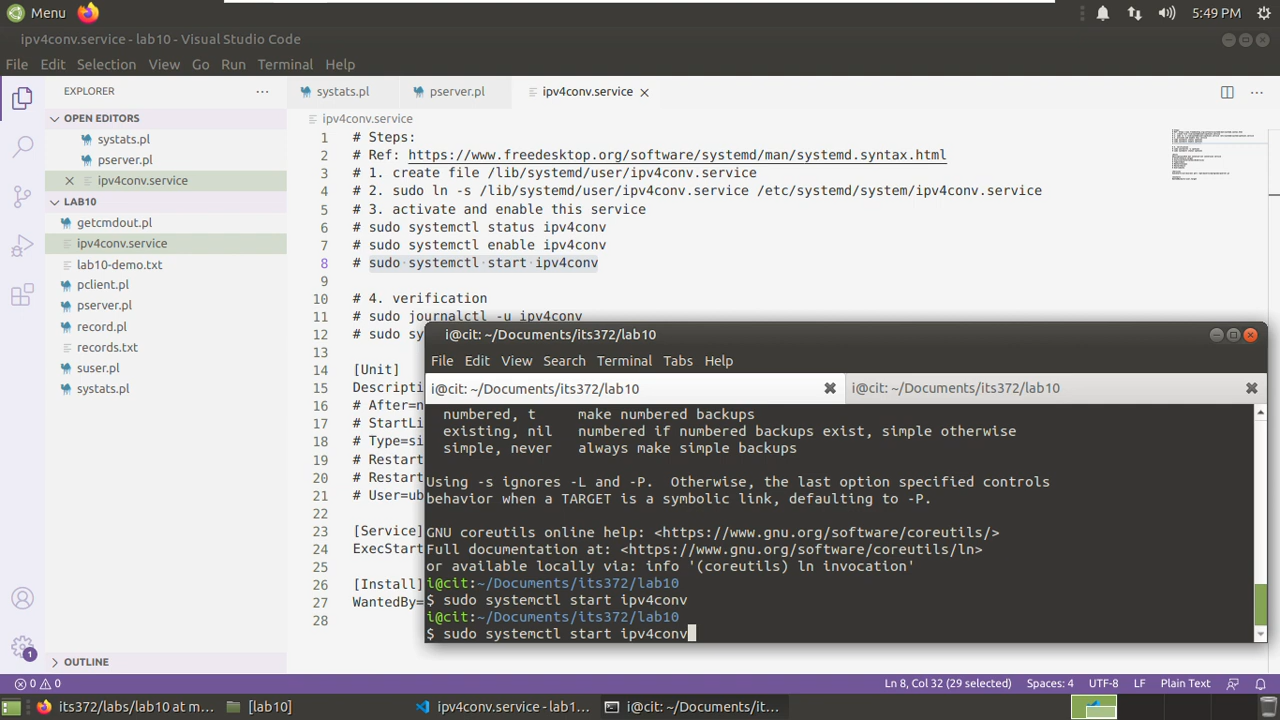 Menu
5:49 PM
ipv4conv.service - lab10 - Visual Studio Code
File Edit Selection View Go Run Terminal Help
EXPLORER ···
systats.pl pserver.pl ipv4conv.service
OPEN EDITORS
systats.pl
pserver.pl
ipv4conv.service
LAB10
getcmdout.pl
ipv4conv.service
lab10-demo.txt
pclient.pl
pserver.pl
record.pl
records.txt
suser.pl
systats.pl
OUTLINE
ipv4conv.service
1 # Steps:
2 # Ref: https://www.freedesktop.org/software/systemd/man/systemd.syntax.html
3 # 1. create file /lib/systemd/user/ipv4conv.service
4 # 2. sudo ln -s /lib/systemd/user/ipv4conv.service /etc/systemd/system/ipv4conv.service
5 # 3. activate and enable this service
6 # sudo systemctl status ipv4conv
7 # sudo systemctl enable ipv4conv
8 # sudo systemctl start ipv4conv
9
10 # 4. verification
11 # sudo journalctl -u ipv4conv
12 # sudo sy
13
14 [Unit]
15 Descripti
16 # After=n
17 # StartLi
18 # Type=si
19 # Restart
20 # Restart
21 # User=ub
22
23 [Service]
24 ExecStart
25
26 [Install]
27 WantedBy=
28
i@cit: ~/Documents/its372/lab10
File Edit View Search Terminal Tabs Help
i@cit: ~/Documents/its372/lab10 i@cit: ~/Documents/its372/lab10
numbered, t make numbered backups
existing, nil numbered if numbered backups exist, simple otherwise
simple, never always make simple backups
Using -s ignores -L and -P. Otherwise, the last option specified controls
behavior when a TARGET is a symbolic link, defaulting to -P.
GNU coreutils online help: <https://www.gnu.org/software/coreutils/>
Full documentation at: <https://www.gnu.org/software/coreutils/ln>
or available locally via: info '(coreutils) ln invocation'
i@cit:~/Documents/its372/lab10
$ sudo systemctl start ipv4conv
i@cit:~/Documents/its372/lab10
$ sudo systemctl start ipv4conv
1
0 0
Ln 8, Col 32 (29 selected) Spaces: 4 UTF-8 LF Plain Text
its372/labs/lab10 at m... [lab10] ipv4conv.service - lab1... i@cit: ~/Documents/it...